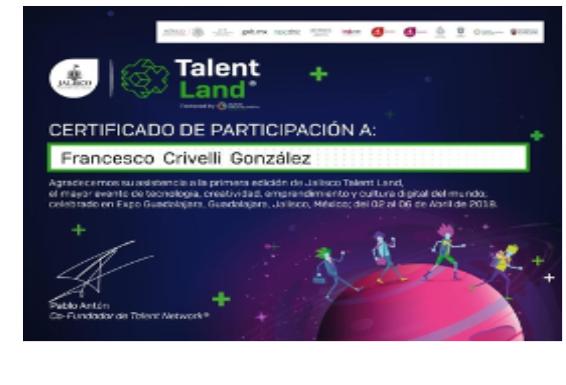 gob.mx
JALISCO
Talent
Land®
CERTIFICADO DE PARTICIPACIÓN A:
Francesco Crivelli González
Agradecemos su asistencia a la primera edición de Jalisco Talent Land,
el mayor evento de tecnología, creatividad, emprendimiento y cultura digital del mundo;
celebrado en Expo Guadalajara, Guadalajara, Jalisco, México; del 02 al 06 de Abril de 2018.
Pablo Antón
Co-Fundador de Talent Network®